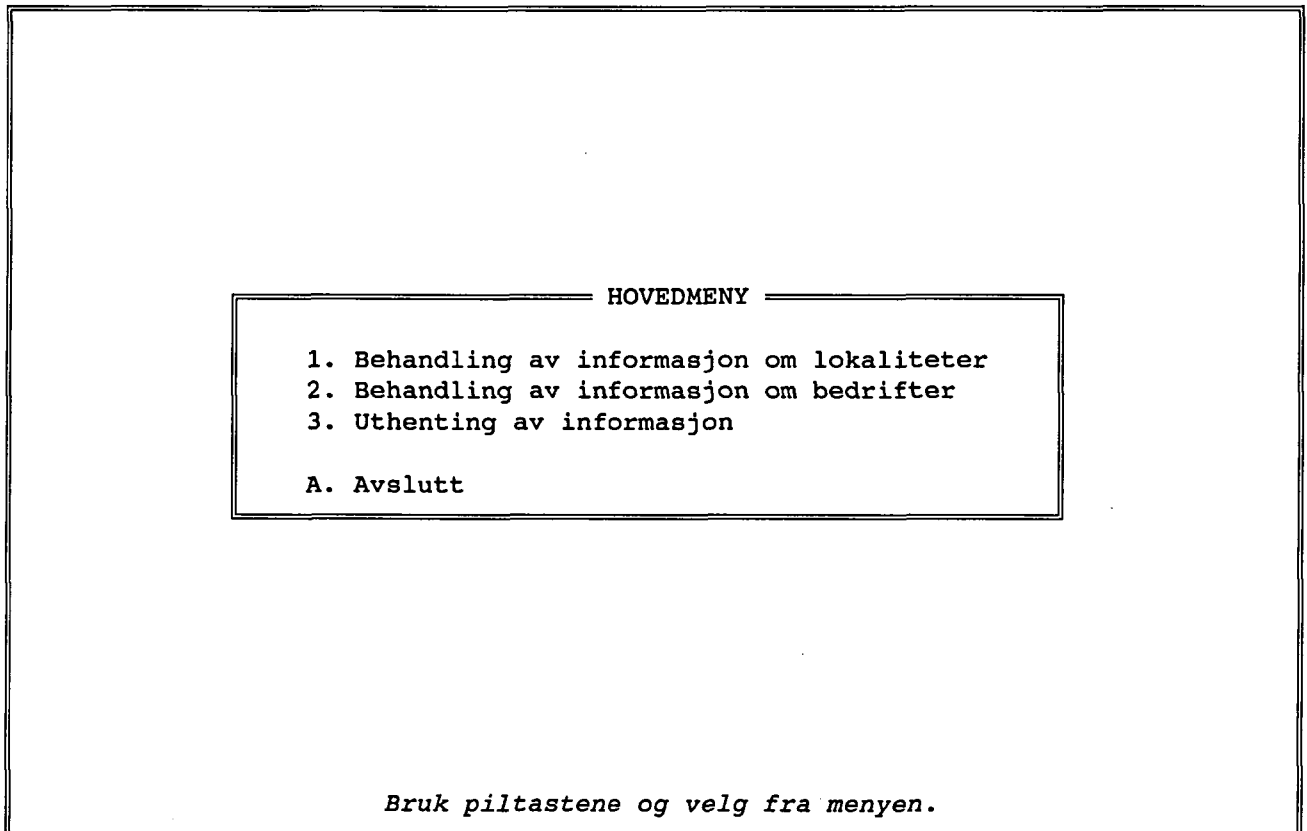 HOVEDMENY
1. Behandling av informasjon om lokaliteter
2. Behandling av informasjon om bedrifter
3. Uthenting av informasjon
A. Avslutt
Bruk piltastene og velg fra menyen.